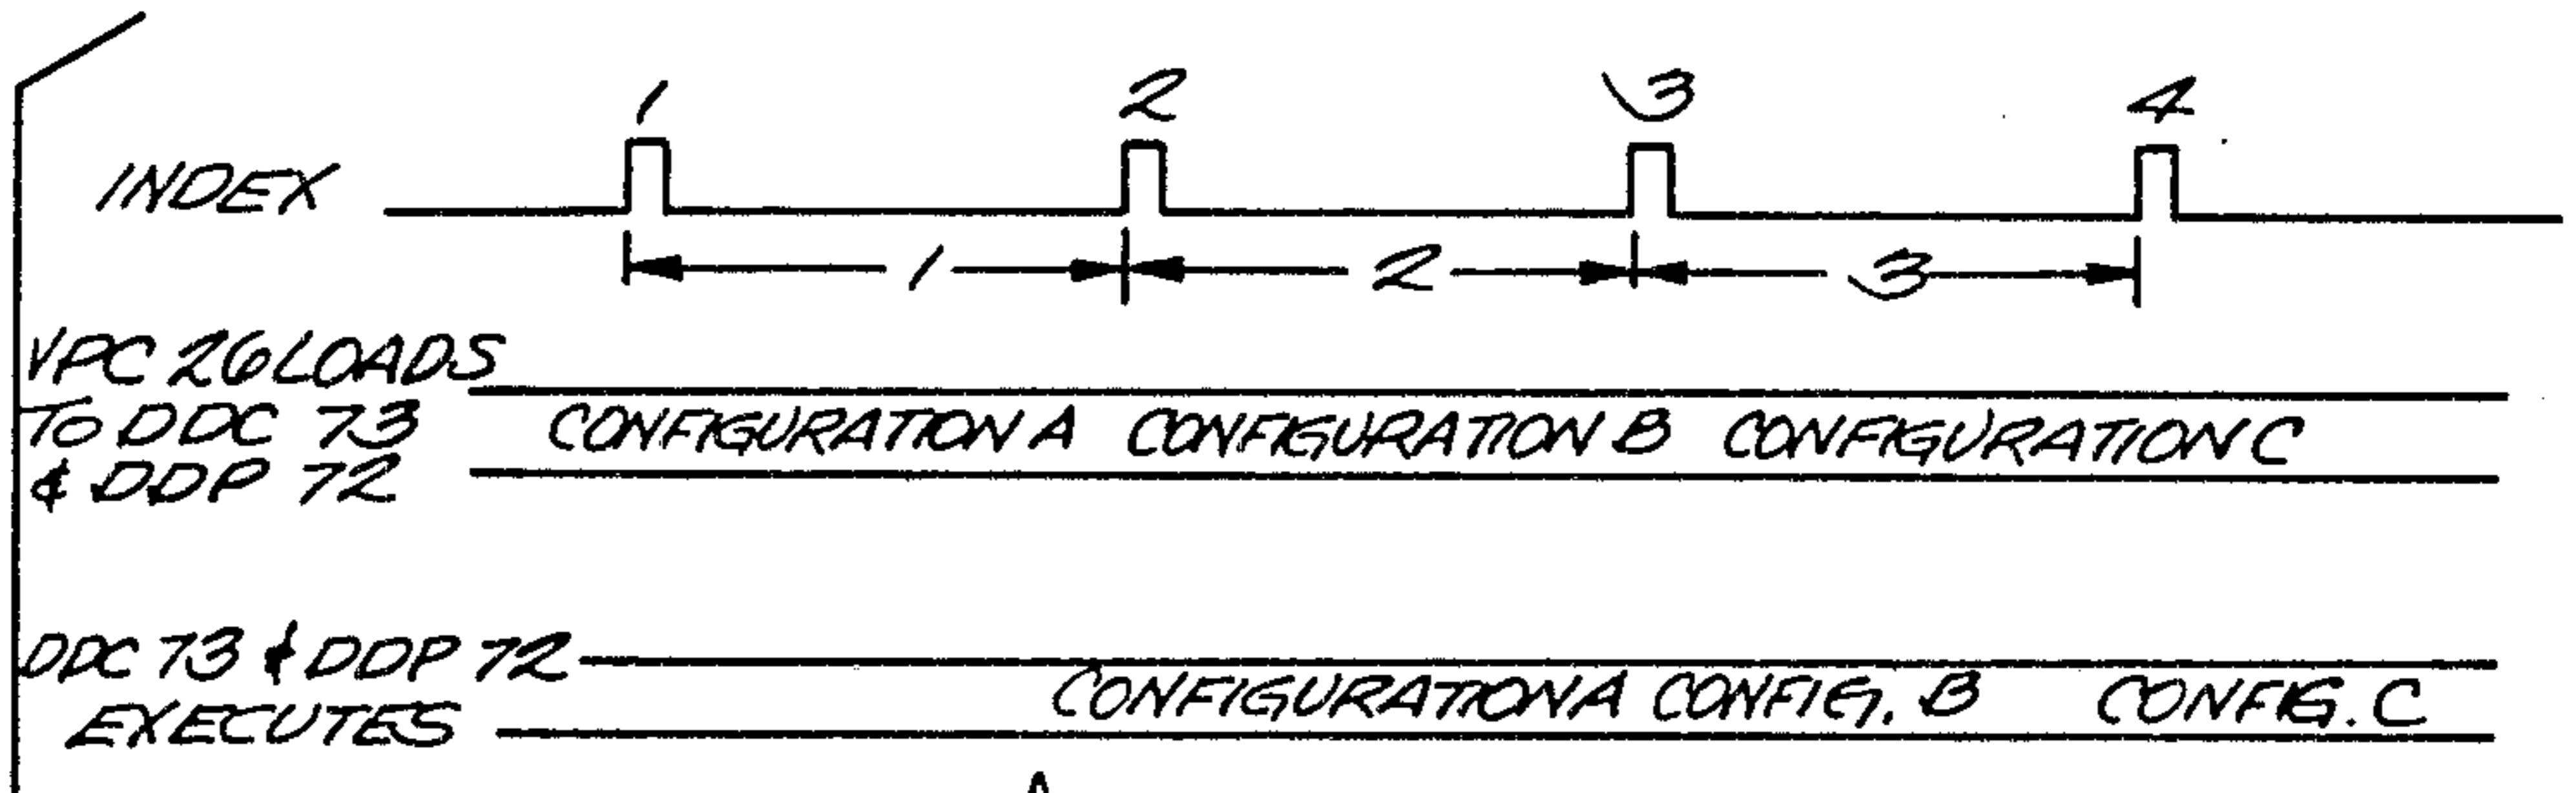 1 2 3 4
INDEX
1 2 3
VPC 26 LOADS
TO DDC 73
& DDP 72
CONFIGURATION A CONFIGURATION B CONFIGURATION C
DDC 73 & DDP 72
EXECUTES
CONFIGURATION A CONFIG. B CONFIG. C